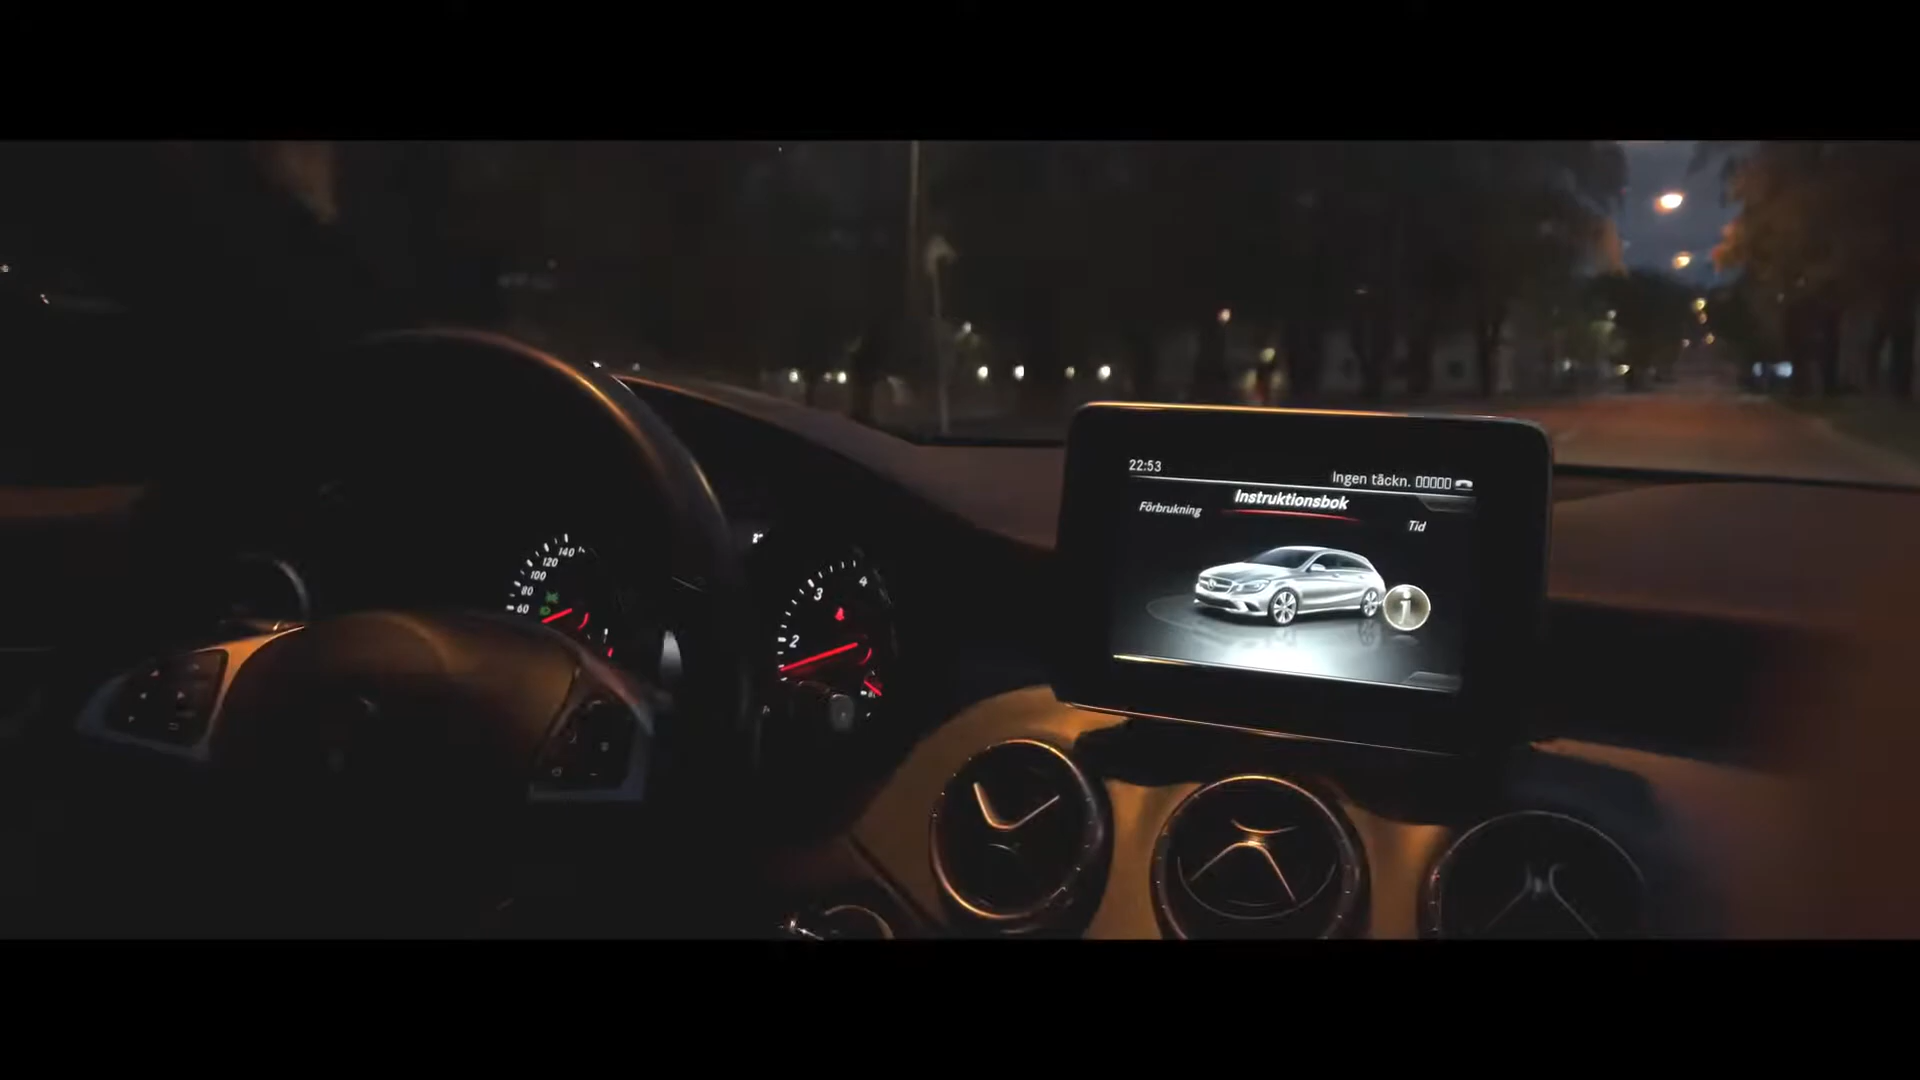 22:53
Ingen täckn.
Förbrukning
Instruktionsbok
Tid
i
140
120
100
80
60
4
3
2